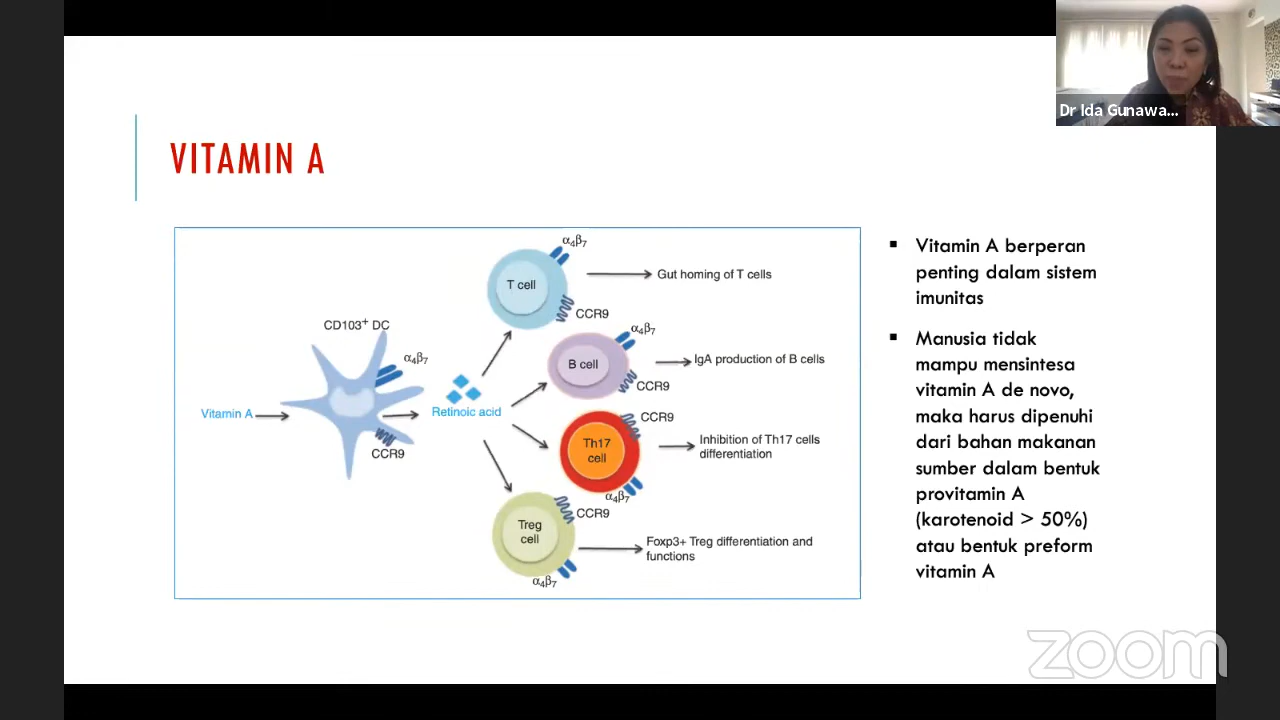 Dr Ida Gunawa...
VITAMIN A
α4β7
T cell
Gut homing of T cells
CCR9
CD103+ DC
α4β7
α4β7
B cell
IgA production of B cells
CCR9
Vitamin A
Retinoic acid
CCR9
CCR9
Th17
cell
Inhibition of Th17 cells
differentiation
α4β7
CCR9
Treg
cell
Foxp3+ Treg differentiation and
functions
α4β7
▪ Vitamin A berperan
penting dalam sistem
imunitas
▪ Manusia tidak
mampu mensintesa
vitamin A de novo,
maka harus dipenuhi
dari bahan makanan
sumber dalam bentuk
provitamin A
(karotenoid > 50%)
atau bentuk preform
vitamin A
zoom